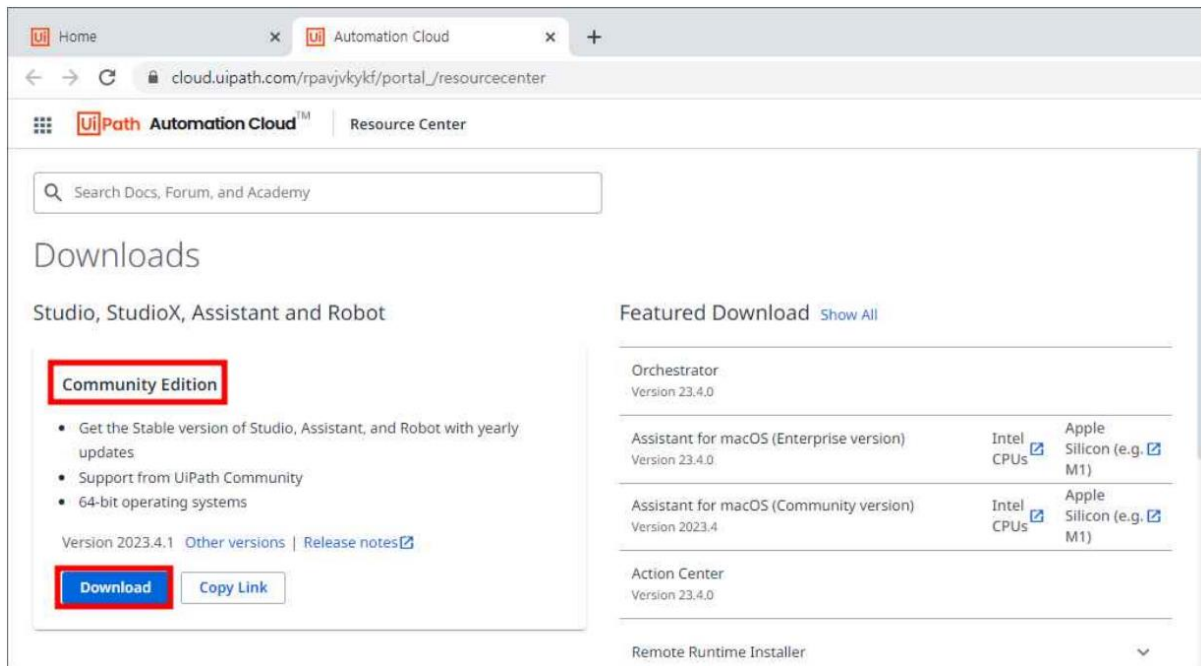 Ui Home
Ui Automation Cloud
cloud.uipath.com/rpavjvkykf/portal_/resourcecenter
UiPath Automation Cloud™ Resource Center
Search Docs, Forum, and Academy
Downloads
Studio, StudioX, Assistant and Robot
Community Edition
Get the Stable version of Studio, Assistant, and Robot with yearly
updates
Support from UiPath Community
64-bit operating systems
Version 2023.4.1 Other versions | Release notes
Download Copy Link
Featured Download Show All
Orchestrator
Version 23.4.0
Assistant for macOS (Enterprise version)
Version 23.4.0
Intel
CPUs
Apple
Silicon (e.g.
M1)
Assistant for macOS (Community version)
Version 2023.4
Intel
CPUs
Apple
Silicon (e.g.
M1)
Action Center
Version 23.4.0
Remote Runtime Installer